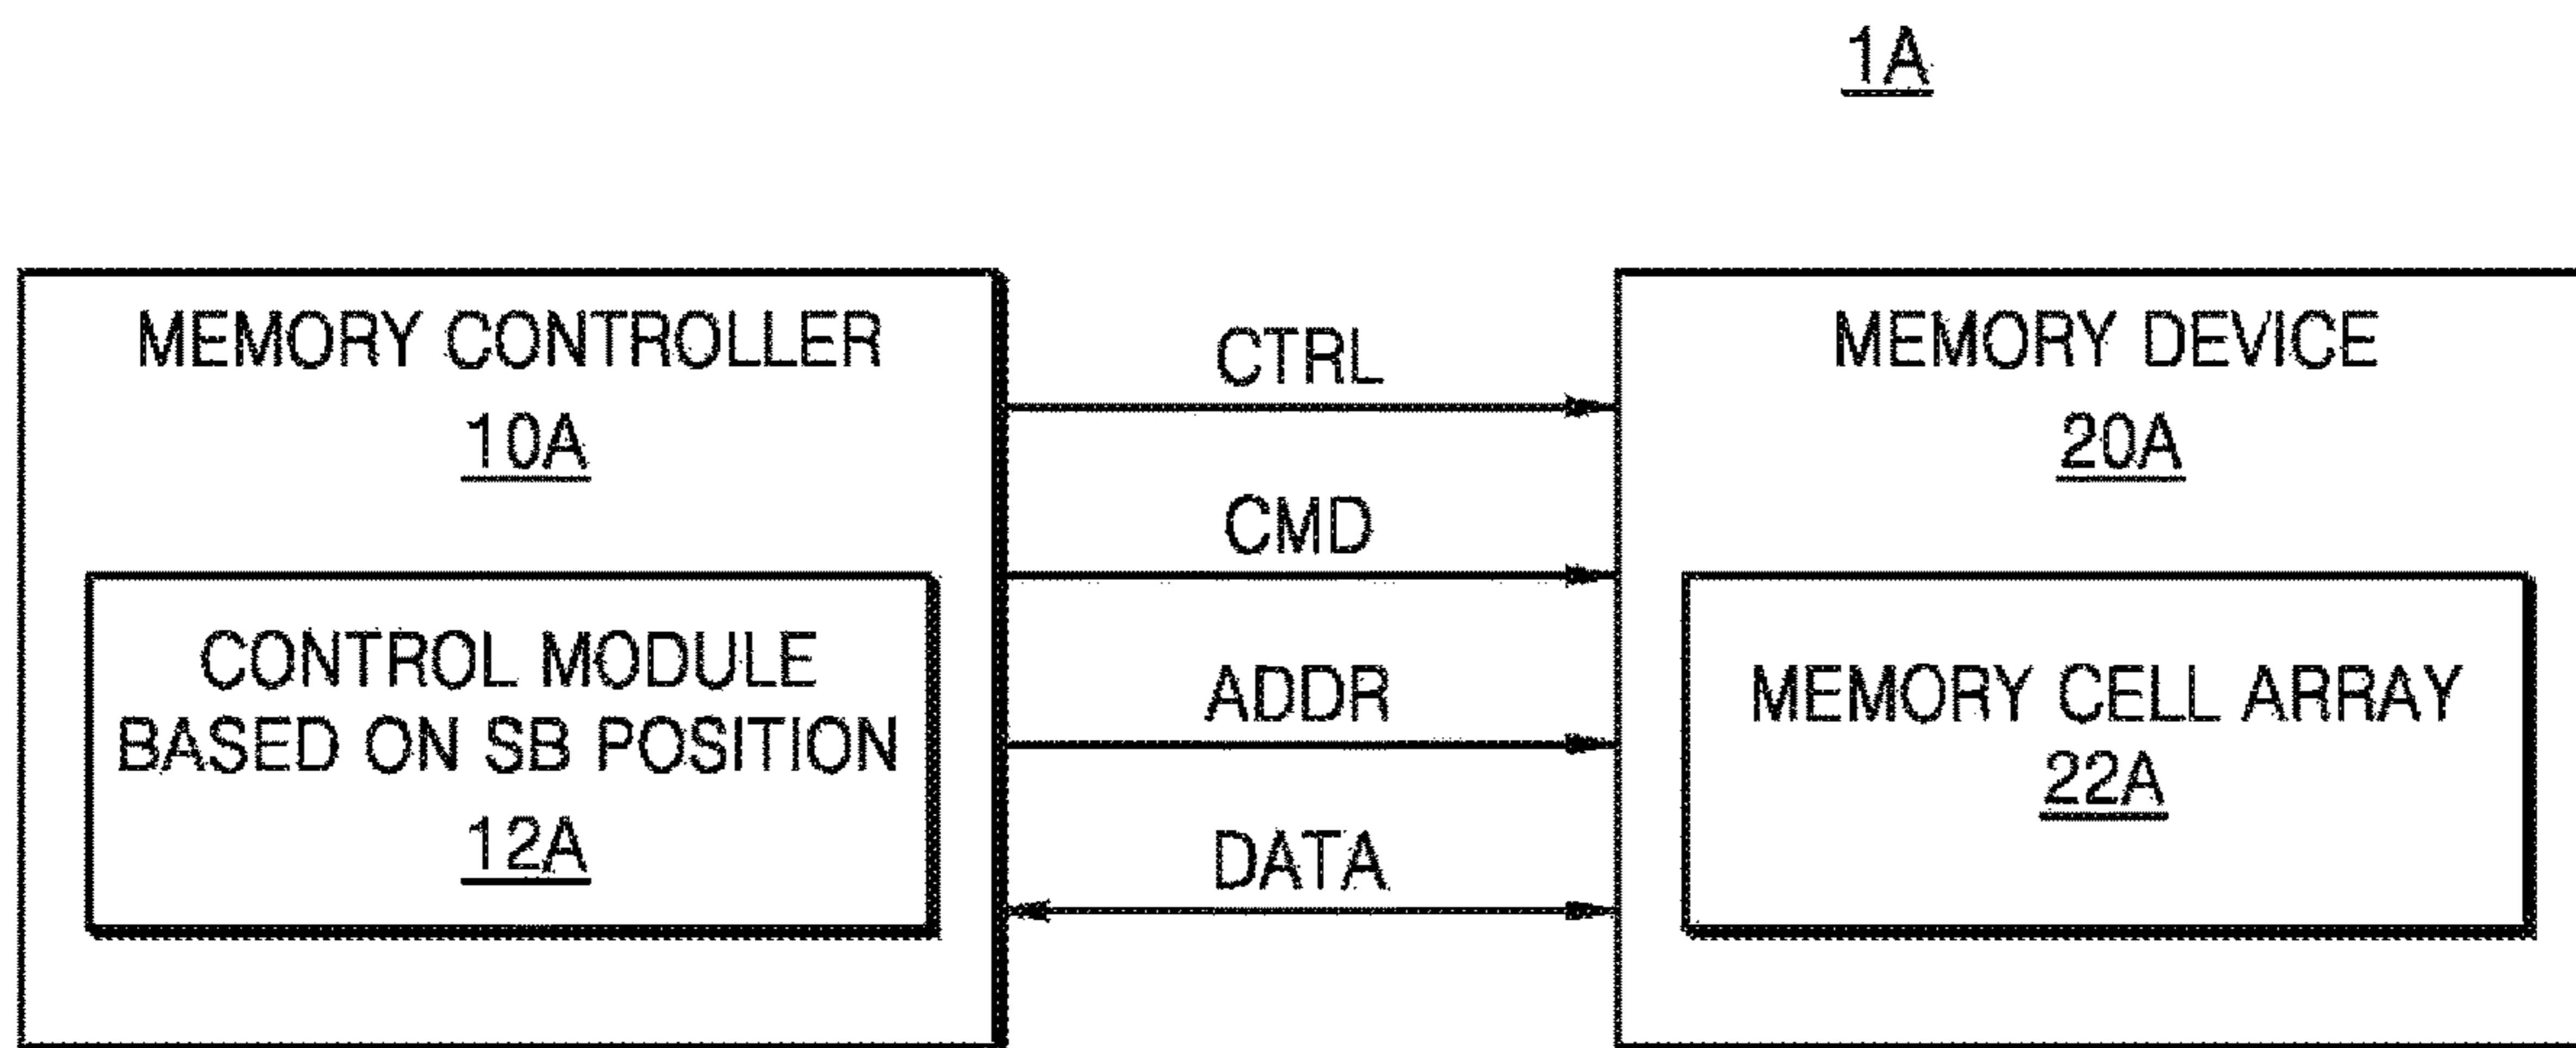 1A
MEMORY CONTROLLER
10A
CONTROL MODULE
BASED ON SB POSITION
12A
CTRL
CMD
ADDR
DATA
MEMORY DEVICE
20A
MEMORY CELL ARRAY
22A